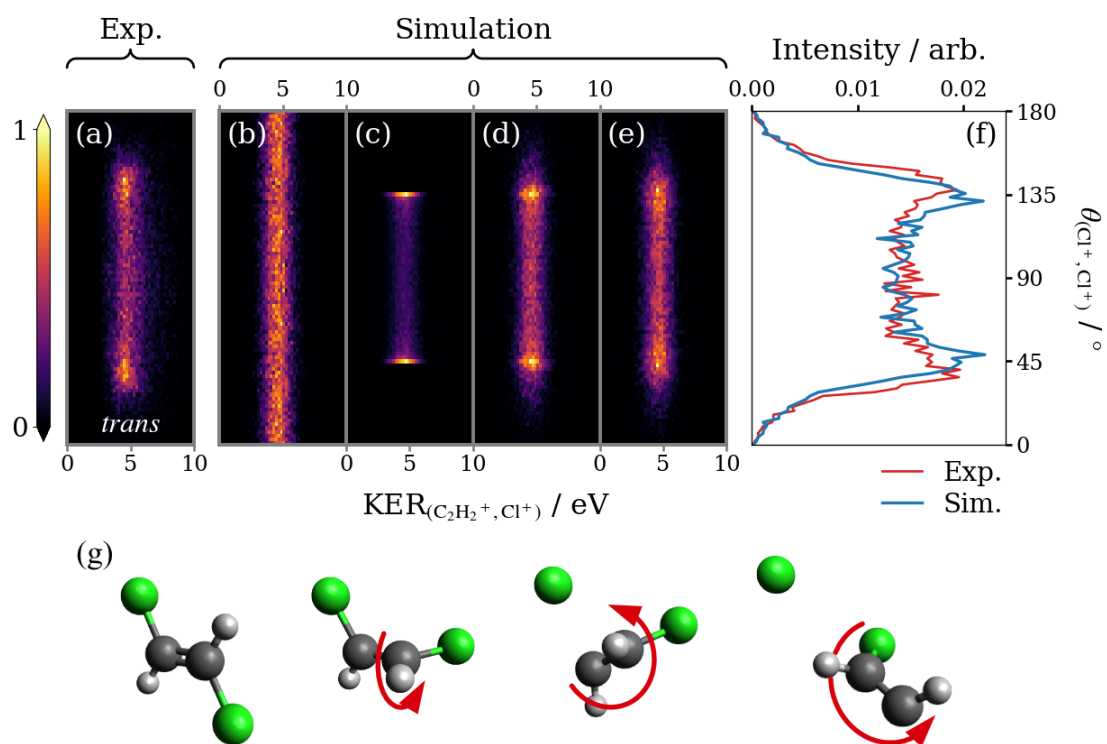 Exp. Simulation Intensity / arb.
0 5 10 0 5 10 0.00 0.01 0.02
1 (a) (b) (c) (d) (e) (f) 180
135
90
45
0 trans 0
θ(Cl⁺, Cl⁺) / °
0 5 10 0 5 10 0 5 10
KER(C₂H₂⁺, Cl⁺) / eV
Exp.
Sim.
(g)